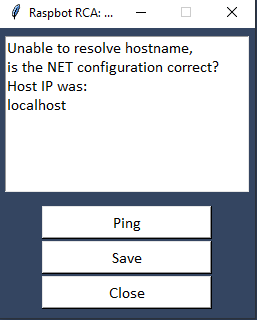 Raspbot RCA: ...
Unable to resolve hostname,
is the NET configuration correct?
Host IP was:
localhost
Ping
Save
Close